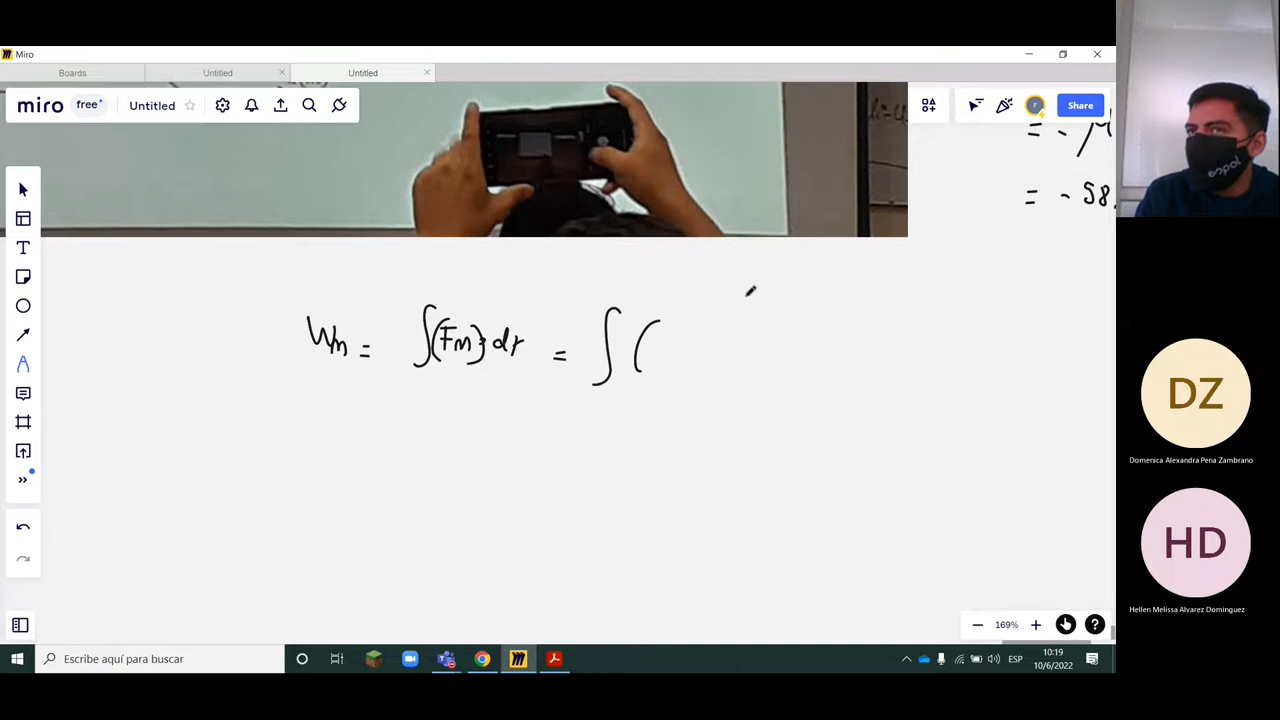 Miro
Boards
Untitled
Untitled
miro free
Untitled
Share
= - μ
= - 58.
espol
Wm = ∫(Fm)·dr = ∫ (
DZ
Domenica Alexandra Pena Zambrano
HD
Hellen Melissa Alvarez Dominguez
169%
Escribe aquí para buscar
ESP
10:19
10/6/2022